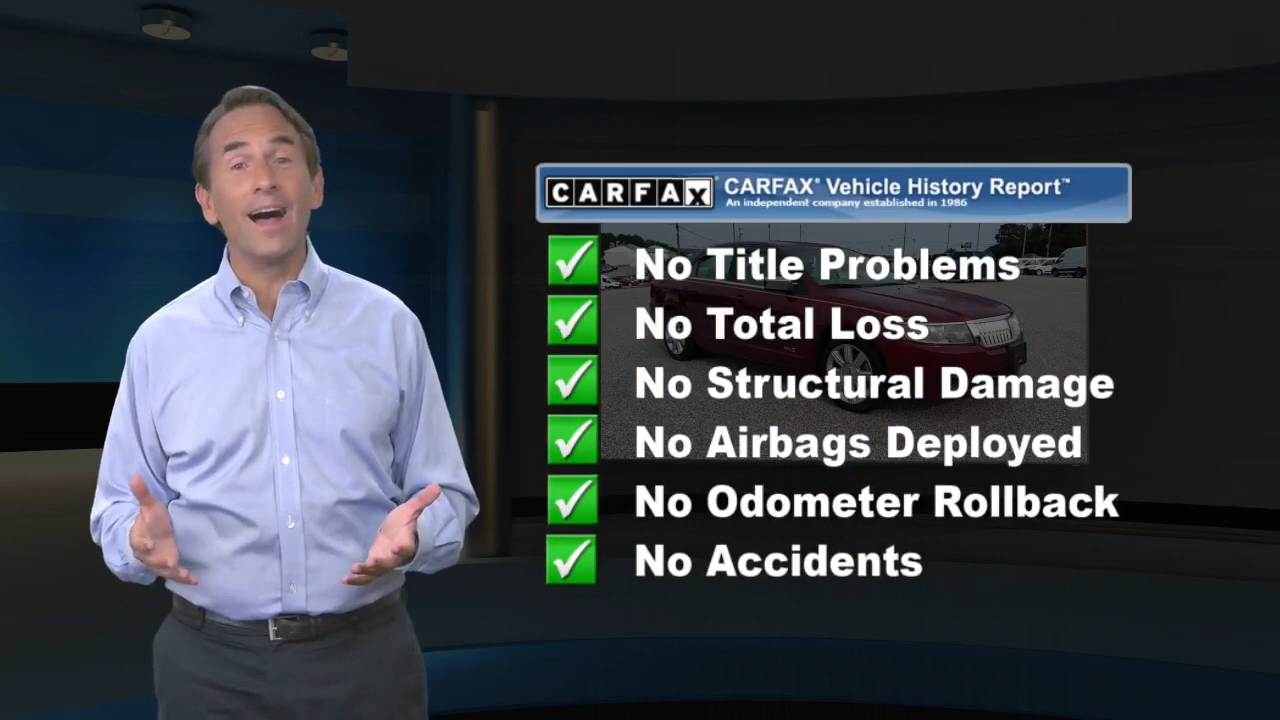 CARFAX® CARFAX® Vehicle History Report™
An independent company established in 1986
No Title Problems
No Total Loss
No Structural Damage
No Airbags Deployed
No Odometer Rollback
No Accidents